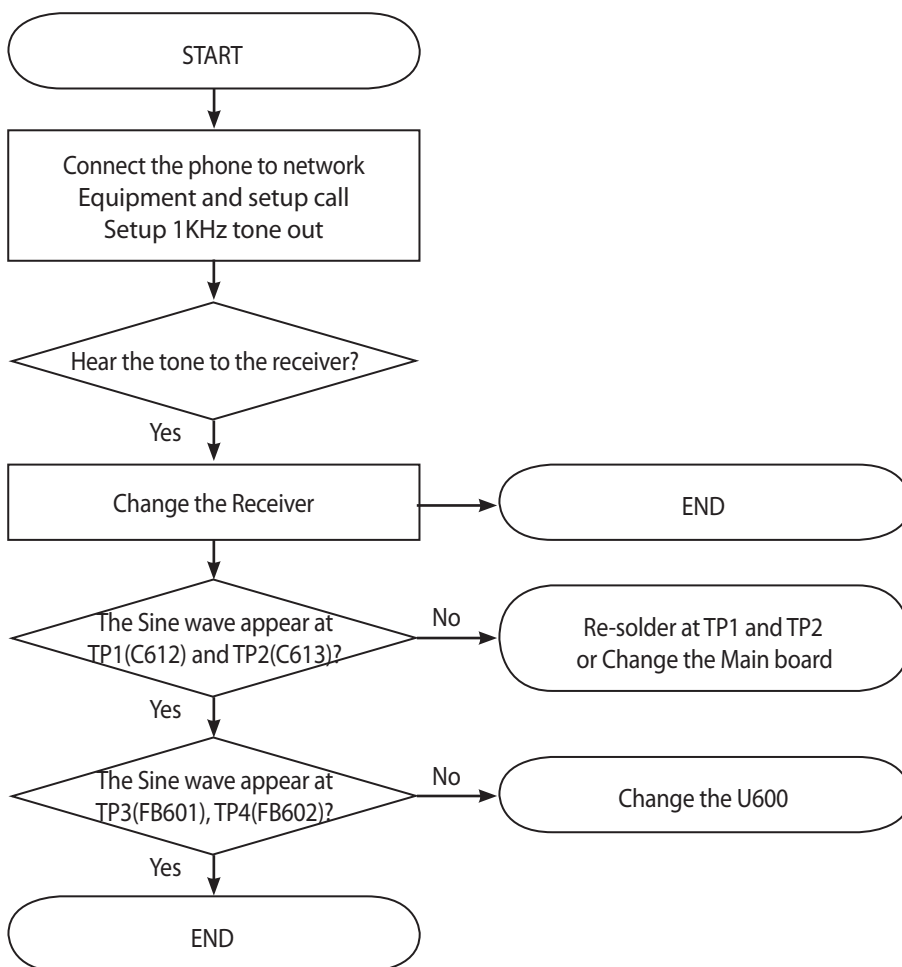 START
Connect the phone to network
Equipment and setup call
Setup 1KHz tone out
Hear the tone to the receiver?
Yes
Change the Receiver
END
The Sine wave appear at
TP1(C612) and TP2(C613)?
No
Re-solder at TP1 and TP2
or Change the Main board
Yes
The Sine wave appear at
TP3(FB601), TP4(FB602)?
No
Change the U600
Yes
END